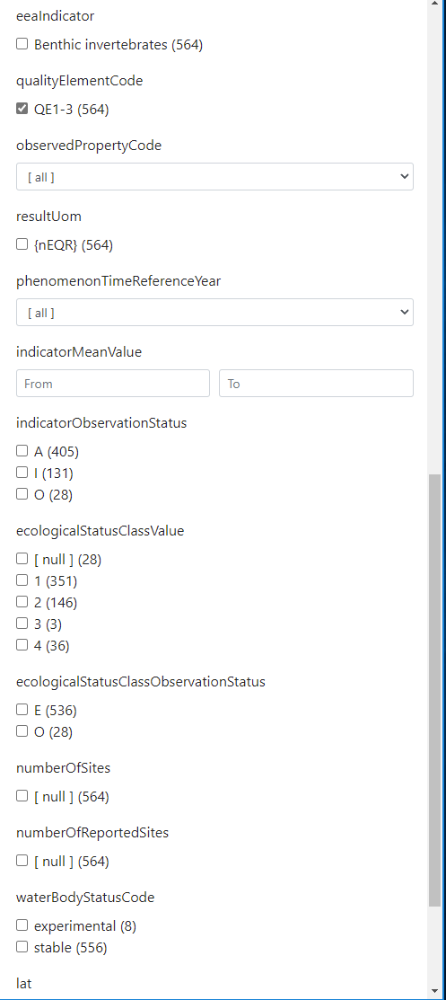 eeaIndicator
Benthic invertebrates (564)
qualityElementCode
QE1-3 (564)
observedPropertyCode
[ all ]
resultUom
{nEQR} (564)
phenomenonTimeReferenceYear
[ all ]
indicatorMeanValue
From To
indicatorObservationStatus
A (405)
I (131)
O (28)
ecologicalStatusClassValue
[ null ] (28)
1 (351)
2 (146)
3 (3)
4 (36)
ecologicalStatusClassObservationStatus
E (536)
O (28)
numberOfSites
[ null ] (564)
numberOfReportedSites
[ null ] (564)
waterBodyStatusCode
experimental (8)
stable (556)
lat